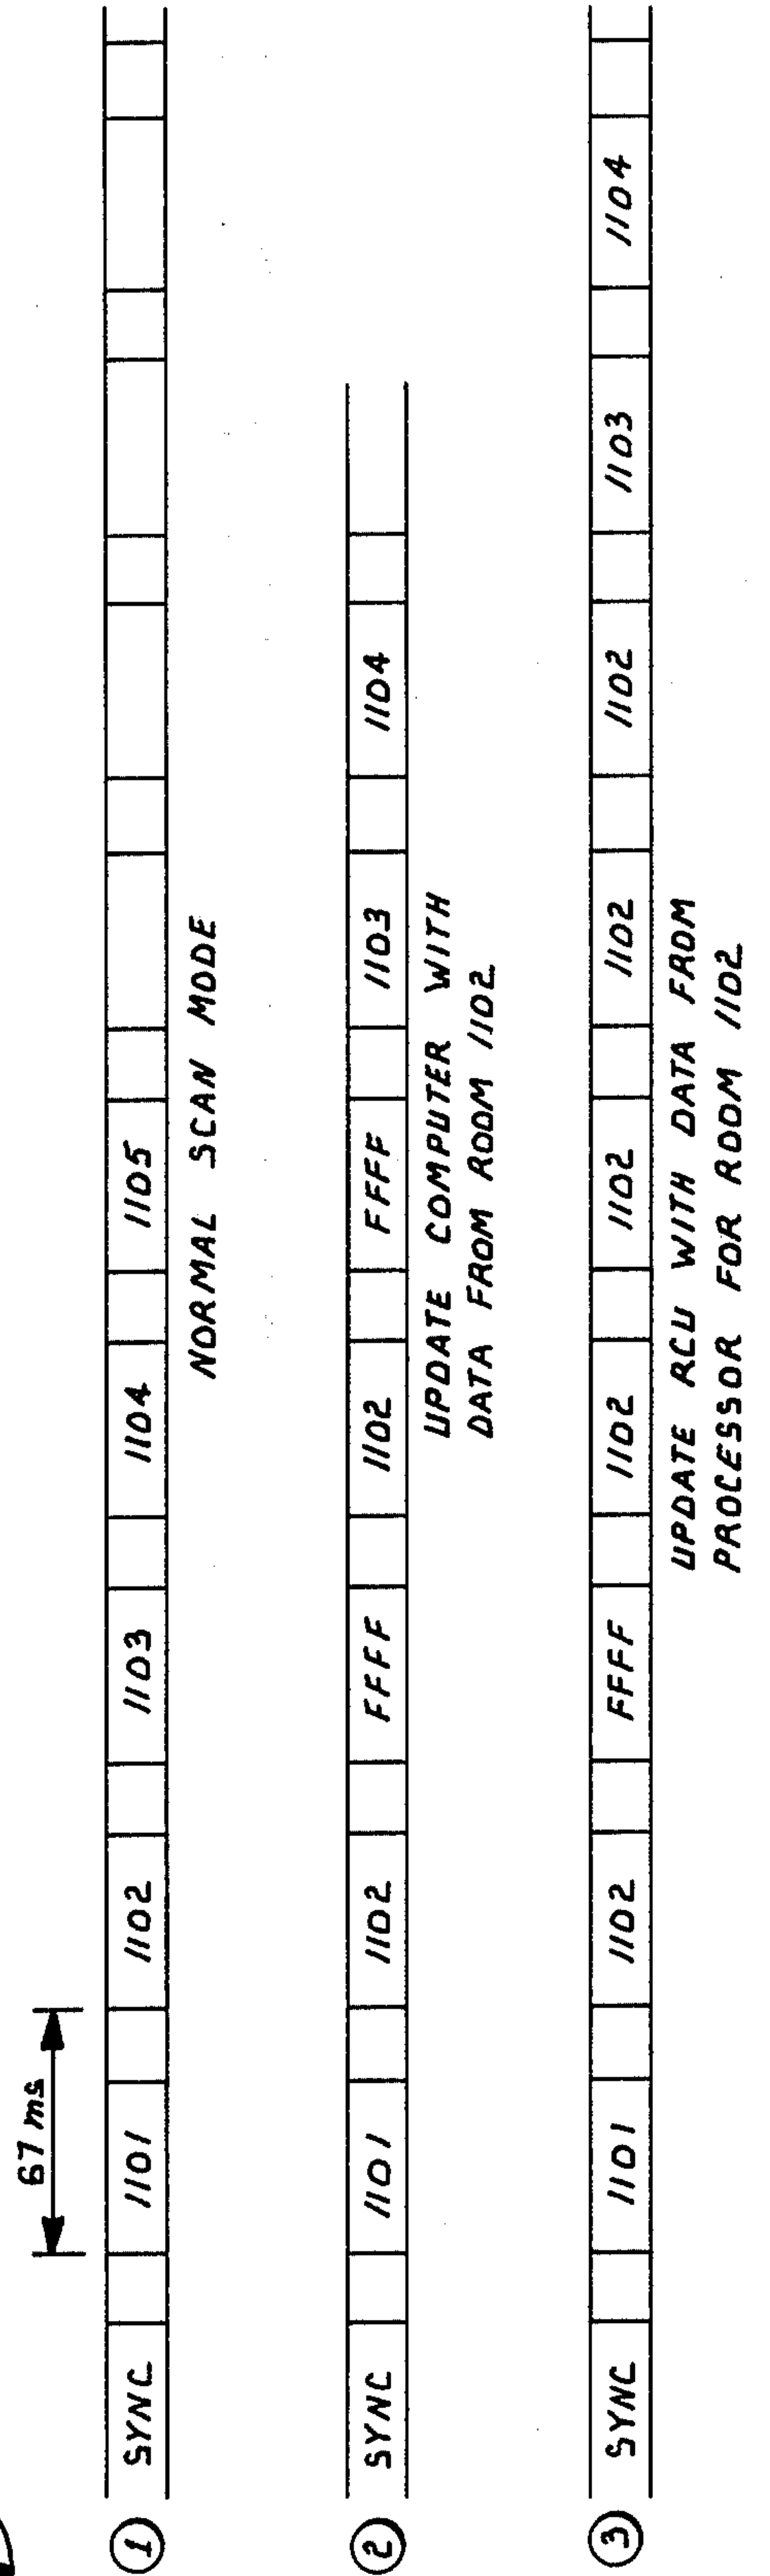 67 ms
1 SYNC 1101 1102 1103 1104 1105
NORMAL SCAN MODE
2 SYNC 1101 1102 FFFF 1102 FFFF 1103 1104
UPDATE COMPUTER WITH
DATA FROM ROOM 1102
3 SYNC 1101 1102 FFFF 1102 1102 1102 1102 1103 1104
UPDATE RCU WITH DATA FROM
PROCESSOR FOR ROOM 1102